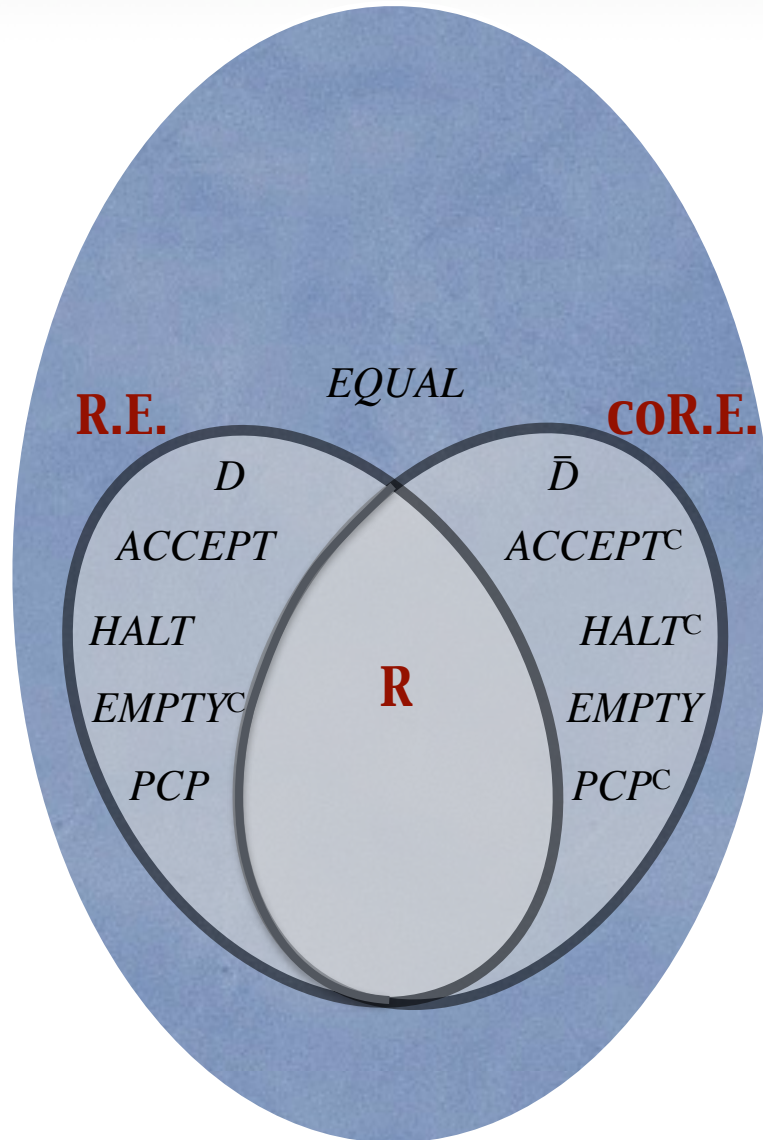 EQUAL
R.E. coR.E.
D D̄
ACCEPT ACCEPTᶜ
HALT HALTᶜ
R
EMPTYᶜ EMPTY
PCP PCPᶜ